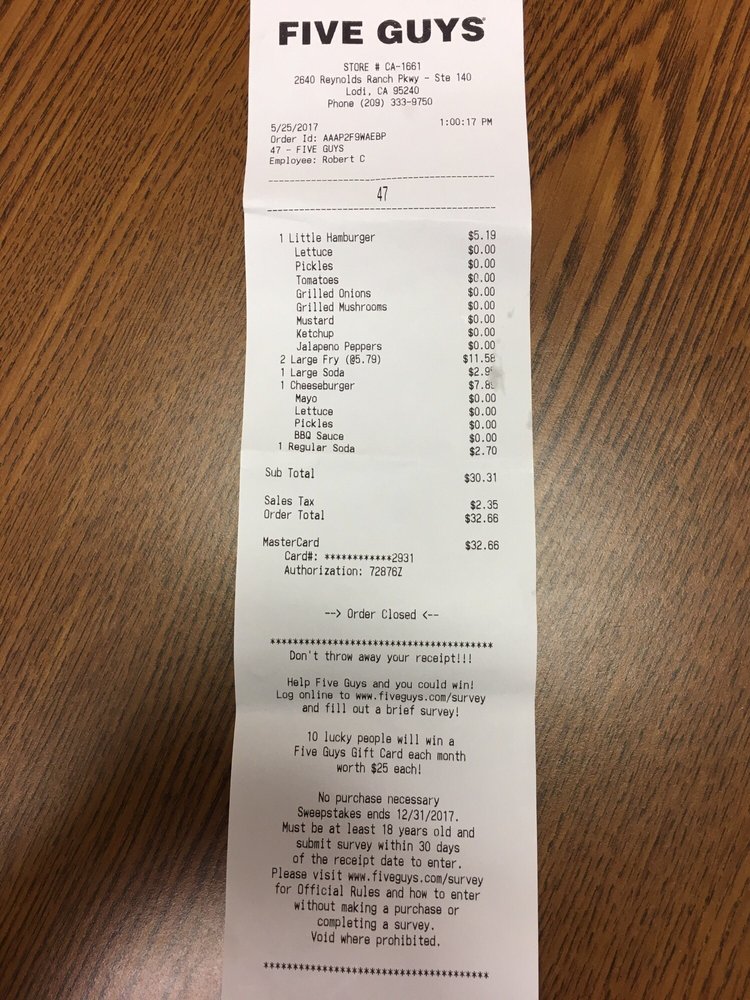 FIVE GUYS
STORE # CA-1661
2640 Reynolds Ranch Pkwy - Ste 140
Lodi, CA 95240
Phone (209) 333-9750
5/25/2017 1:00:17 PM
Order Id: AAAP2F9WAEBP
47 - FIVE GUYS
Employee: Robert C
47
1 Little Hamburger $5.19
Lettuce $0.00
Pickles $0.00
Tomatoes $0.00
Grilled Onions $0.00
Grilled Mushrooms $0.00
Mustard $0.00
Ketchup $0.00
Jalapeno Peppers $0.00
2 Large Fry (@5.79) $11.58
1 Large Soda
1 Cheeseburger
Mayo $0.00
Lettuce $0.00
Pickles $0.00
BBQ Sauce $0.00
1 Regular Soda $2.70
Sub Total $30.31
Sales Tax $2.35
Order Total $32.66
MasterCard $32.66
Card#: ************2931
Authorization: 72876Z
--> Order Closed <--
****************************************
Don't throw away your receipt!!!
Help Five Guys and you could win!
Log online to www.fiveguys.com/survey
and fill out a brief survey!
10 lucky people will win a
Five Guys Gift Card each month
worth $25 each!
No purchase necessary
Sweepstakes ends 12/31/2017.
Must be at least 18 years old and
submit survey within 30 days
of the receipt date to enter.
Please visit www.fiveguys.com/survey
for Official Rules and how to enter
without making a purchase or
completing a survey.
Void where prohibited.
****************************************